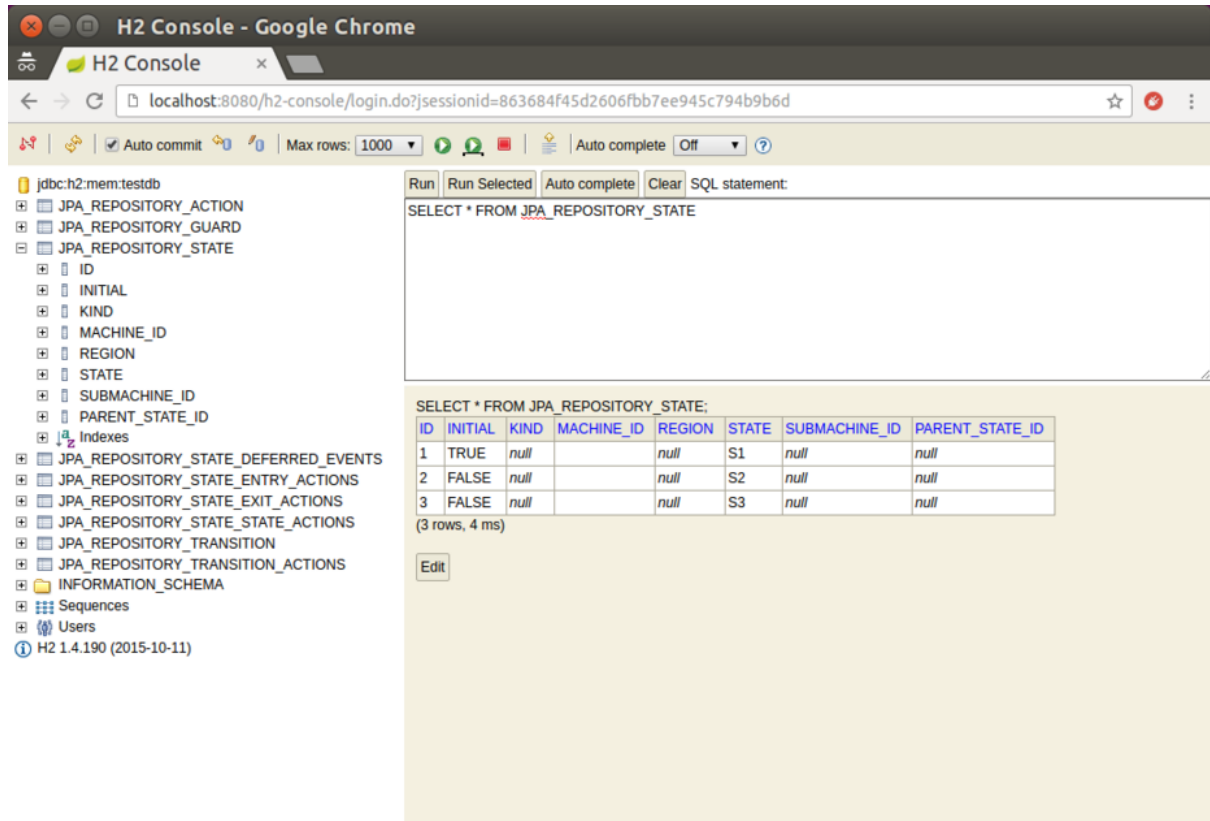 H2 Console - Google Chrome
H2 Console ×
localhost:8080/h2-console/login.do?jsessionid=863684f45d2606fbb7ee945c794b9b6d
Auto commit Max rows: 1000 Auto complete Off
jdbc:h2:mem:testdb
JPA_REPOSITORY_ACTION
JPA_REPOSITORY_GUARD
JPA_REPOSITORY_STATE
ID
INITIAL
KIND
MACHINE_ID
REGION
STATE
SUBMACHINE_ID
PARENT_STATE_ID
Indexes
JPA_REPOSITORY_STATE_DEFERRED_EVENTS
JPA_REPOSITORY_STATE_ENTRY_ACTIONS
JPA_REPOSITORY_STATE_EXIT_ACTIONS
JPA_REPOSITORY_STATE_STATE_ACTIONS
JPA_REPOSITORY_TRANSITION
JPA_REPOSITORY_TRANSITION_ACTIONS
INFORMATION_SCHEMA
Sequences
Users
H2 1.4.190 (2015-10-11)
Run Run Selected Auto complete Clear SQL statement:
SELECT * FROM JPA_REPOSITORY_STATE
SELECT * FROM JPA_REPOSITORY_STATE;
ID INITIAL KIND MACHINE_ID REGION STATE SUBMACHINE_ID PARENT_STATE_ID
1 TRUE null null S1 null null
2 FALSE null null S2 null null
3 FALSE null null S3 null null
(3 rows, 4 ms)
Edit